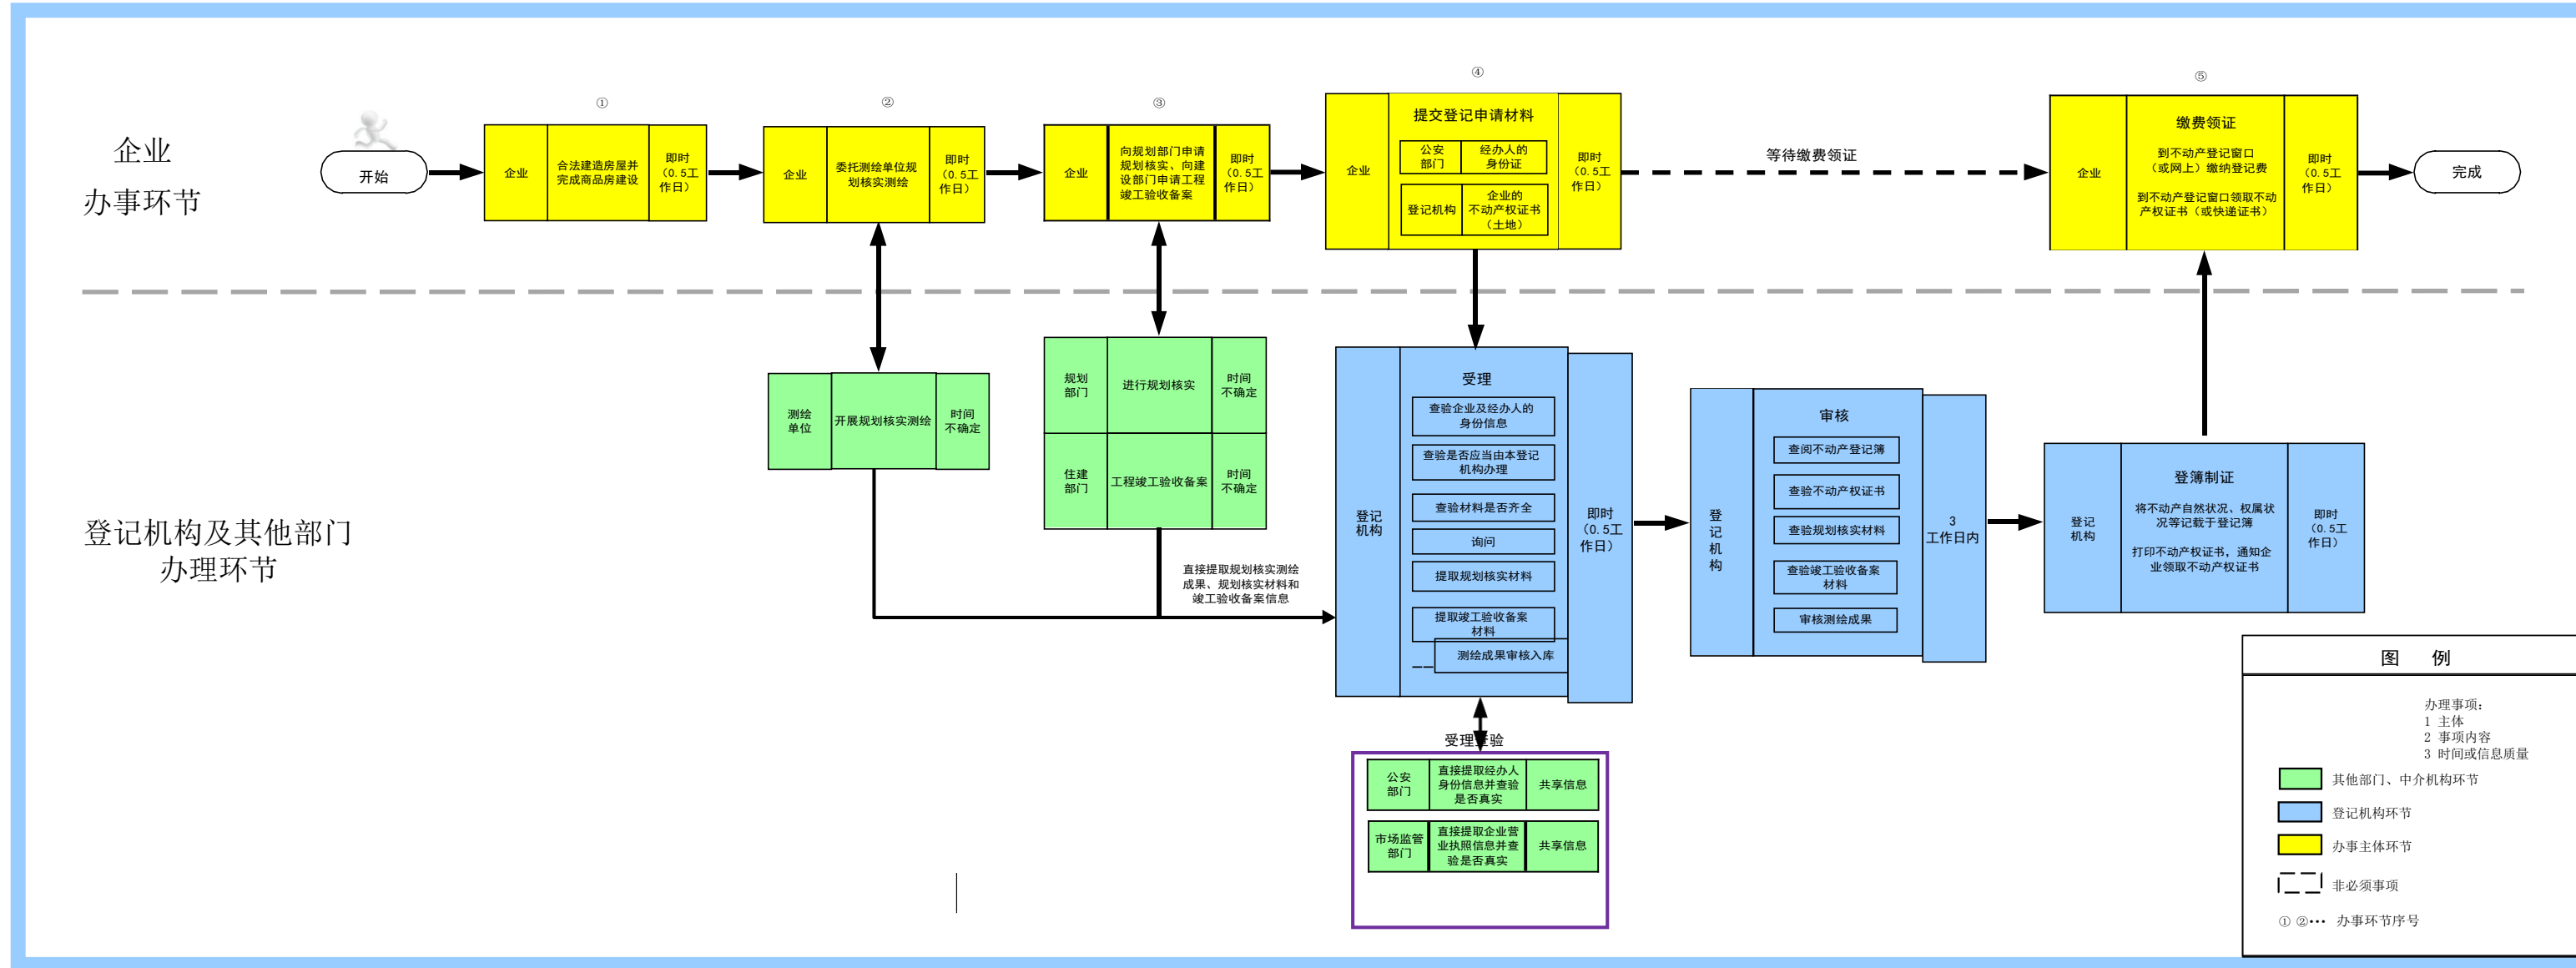 企业
办事环节
开始
①
企业
合法建造房屋并
完成商品房建设
即时
（0.5工
作日）
②
企业
委托测绘单位规
划核实测绘
即时
（0.5工
作日）
③
企业
向规划部门申请
规划核实、向建
设部门申请工程
竣工验收备案
即时
（0.5工
作日）
④
企业
提交登记申请材料
公安
部门
经办人的
身份证
登记机构
企业的
不动产权证书
（土地）
即时
（0.5工
作日）
等待缴费领证
⑤
企业
缴费领证
到不动产登记窗口
（或网上）缴纳登记费
到不动产登记窗口领取不动
产权证书（或快递证书）
即时
（0.5工
作日）
完成
登记机构及其他部门
办理环节
测绘
单位
开展规划核实测绘
时间
不确定
规划
部门
进行规划核实
时间
不确定
住建
部门
工程竣工验收备案
时间
不确定
直接提取规划核实测绘
成果、规划核实材料和
竣工验收备案信息
登记
机构
受理
查验企业及经办人的
身份信息
查验是否应当由本登记
机构办理
查验材料是否齐全
询问
提取规划核实材料
提取竣工验收备案
材料
测绘成果审核入库
即时
（0.5工
作日）
登
记
机
构
审核
查阅不动产登记簿
查验不动产权证书
查验规划核实材料
查验竣工验收备案
材料
审核测绘成果
3
工作日内
登记
机构
登簿制证
将不动产自然状况、权属状
况等记载于登记簿
打印不动产权证书，通知企
业领取不动产权证书
即时
（0.5工
作日）
受理查验
公安
部门
直接提取经办人
身份信息并查验
是否真实
共享信息
市场监管
部门
直接提取企业营
业执照信息并查
验是否真实
共享信息
图 例
办理事项：
1 主体
2 事项内容
3 时间或信息质量
其他部门、中介机构环节
登记机构环节
办事主体环节
非必须事项
① ②… 办事环节序号